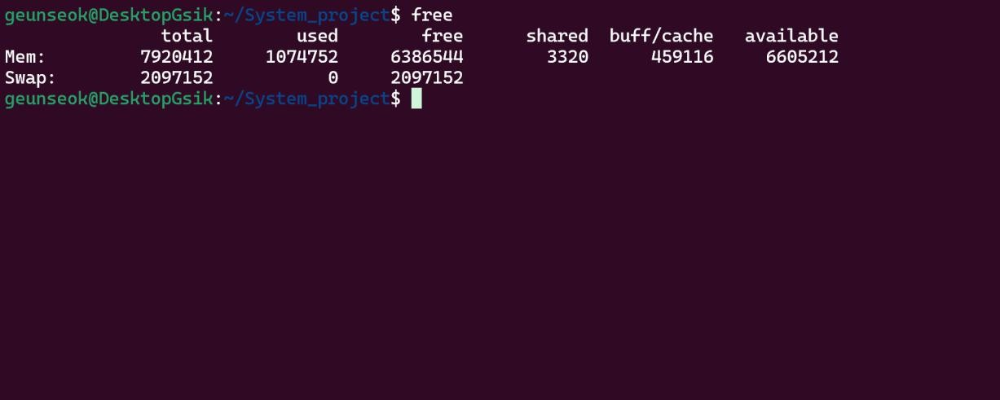 geunseok@DesktopGsik:~/System_project$ free
               total        used        free      shared  buff/cache   available
Mem:         7920412     1074752     6386544        3320      459116     6605212
Swap:        2097152           0     2097152
geunseok@DesktopGsik:~/System_project$